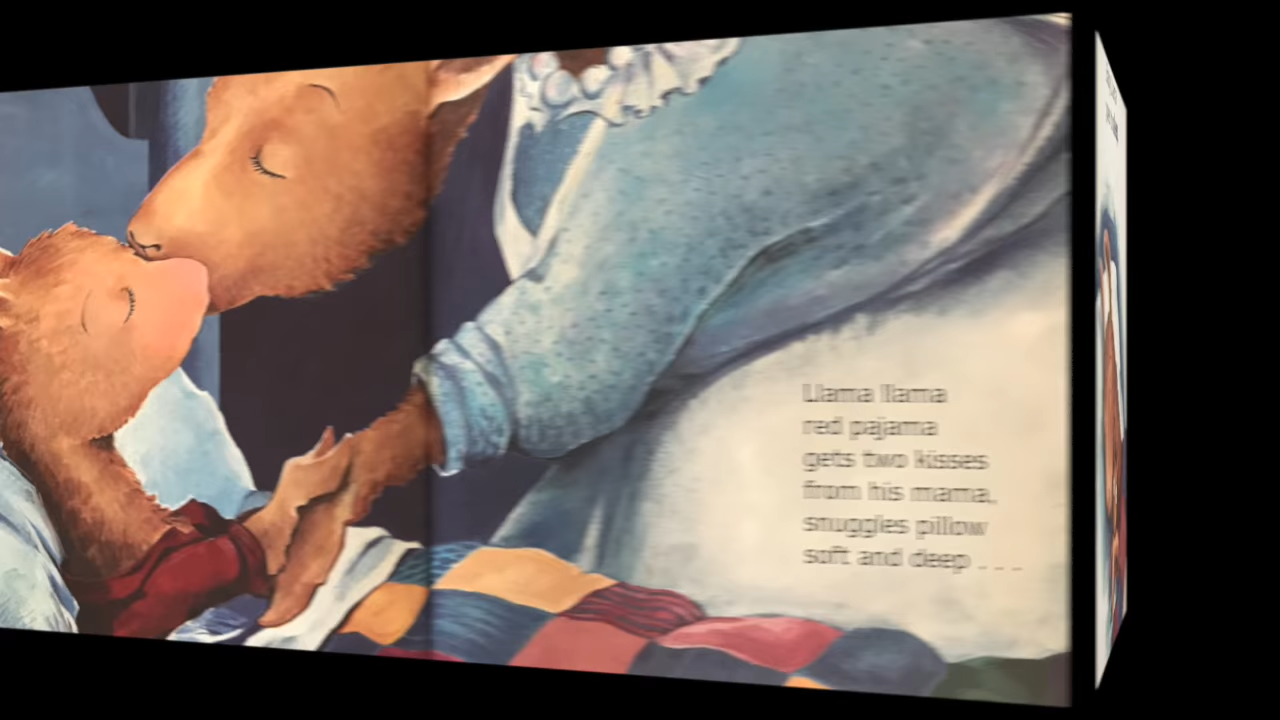 Llama llama
red pajama
gets two kisses
from his mama,
snuggles pillow
soft and deep . . .